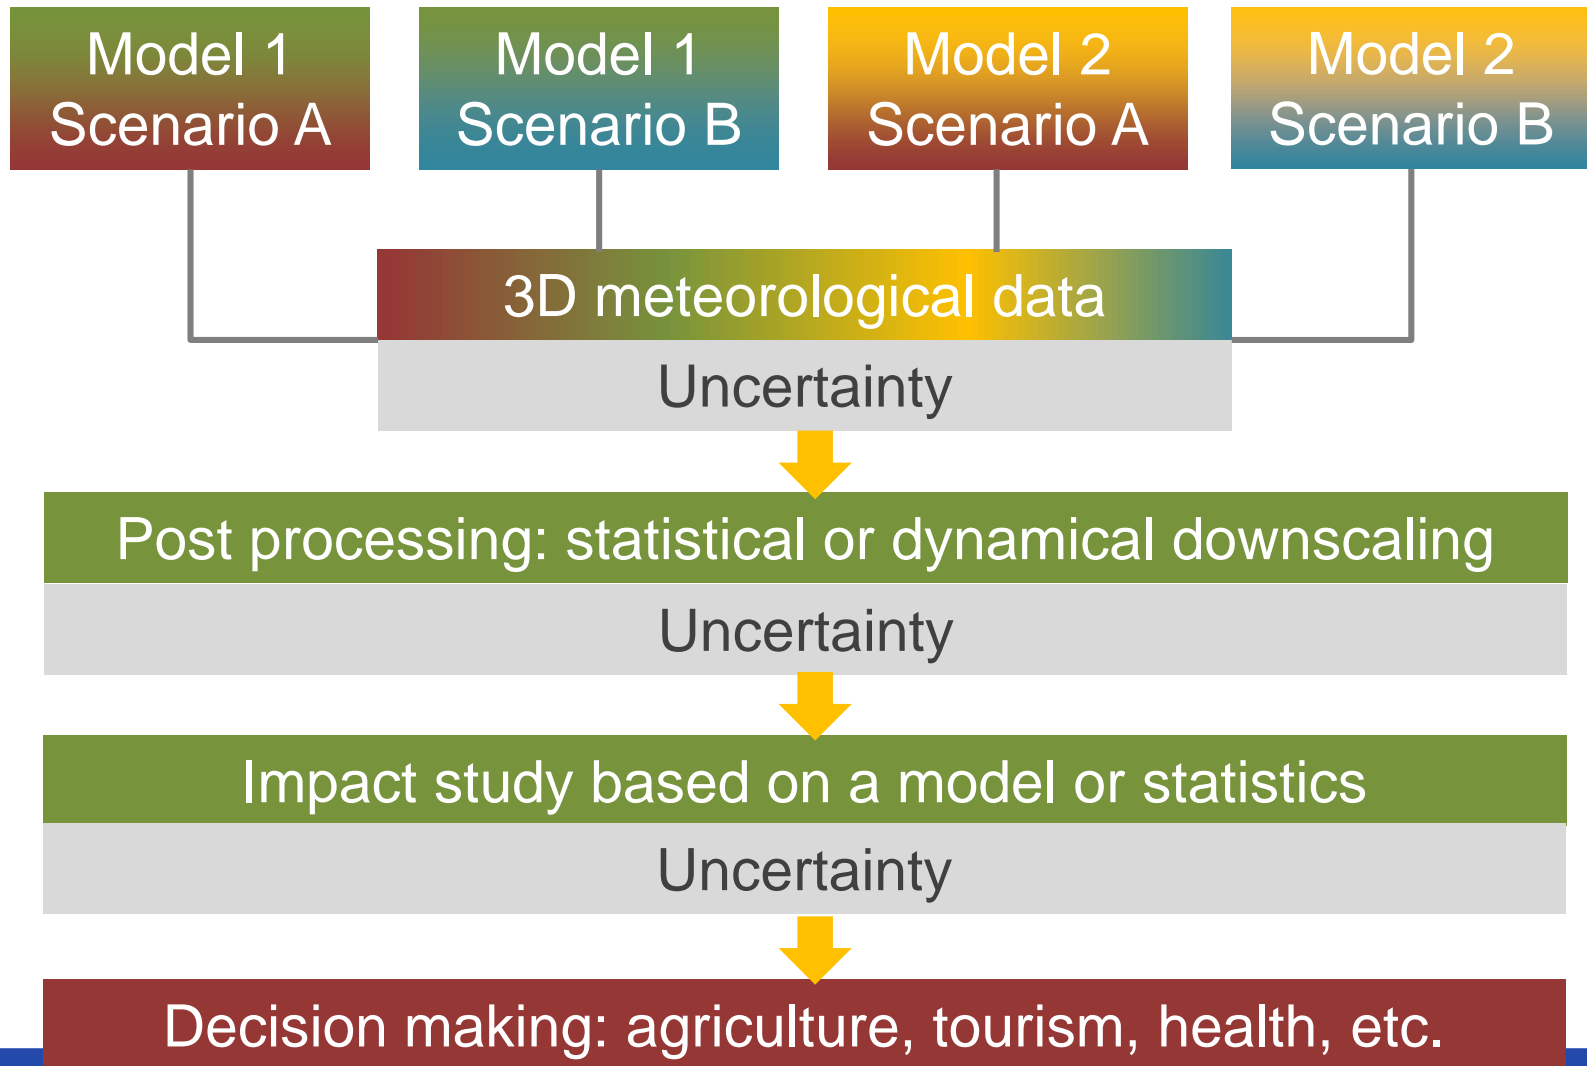 Model 1
Scenario A
Model 1
Scenario B
Model 2
Scenario A
Model 2
Scenario B
3D meteorological data
Uncertainty
Post processing: statistical or dynamical downscaling
Uncertainty
Impact study based on a model or statistics
Uncertainty
Decision making: agriculture, tourism, health, etc.